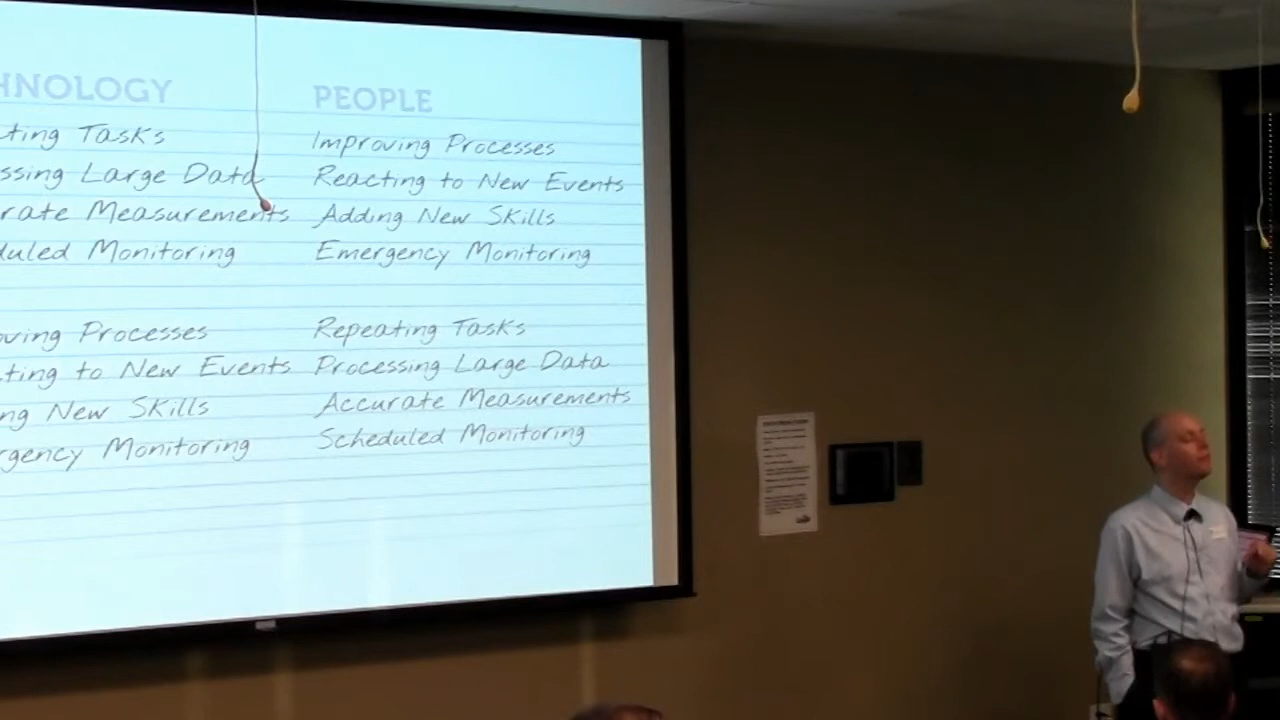 HNOLOGY PEOPLE
ting Tasks Improving Processes
ssing Large Data Reacting to New Events
rate Measurements Adding New Skills
duled Monitoring Emergency Monitoring
oving Processes Repeating Tasks
ting to New Events Processing Large Data
ng New Skills Accurate Measurements
rgency Monitoring Scheduled Monitoring